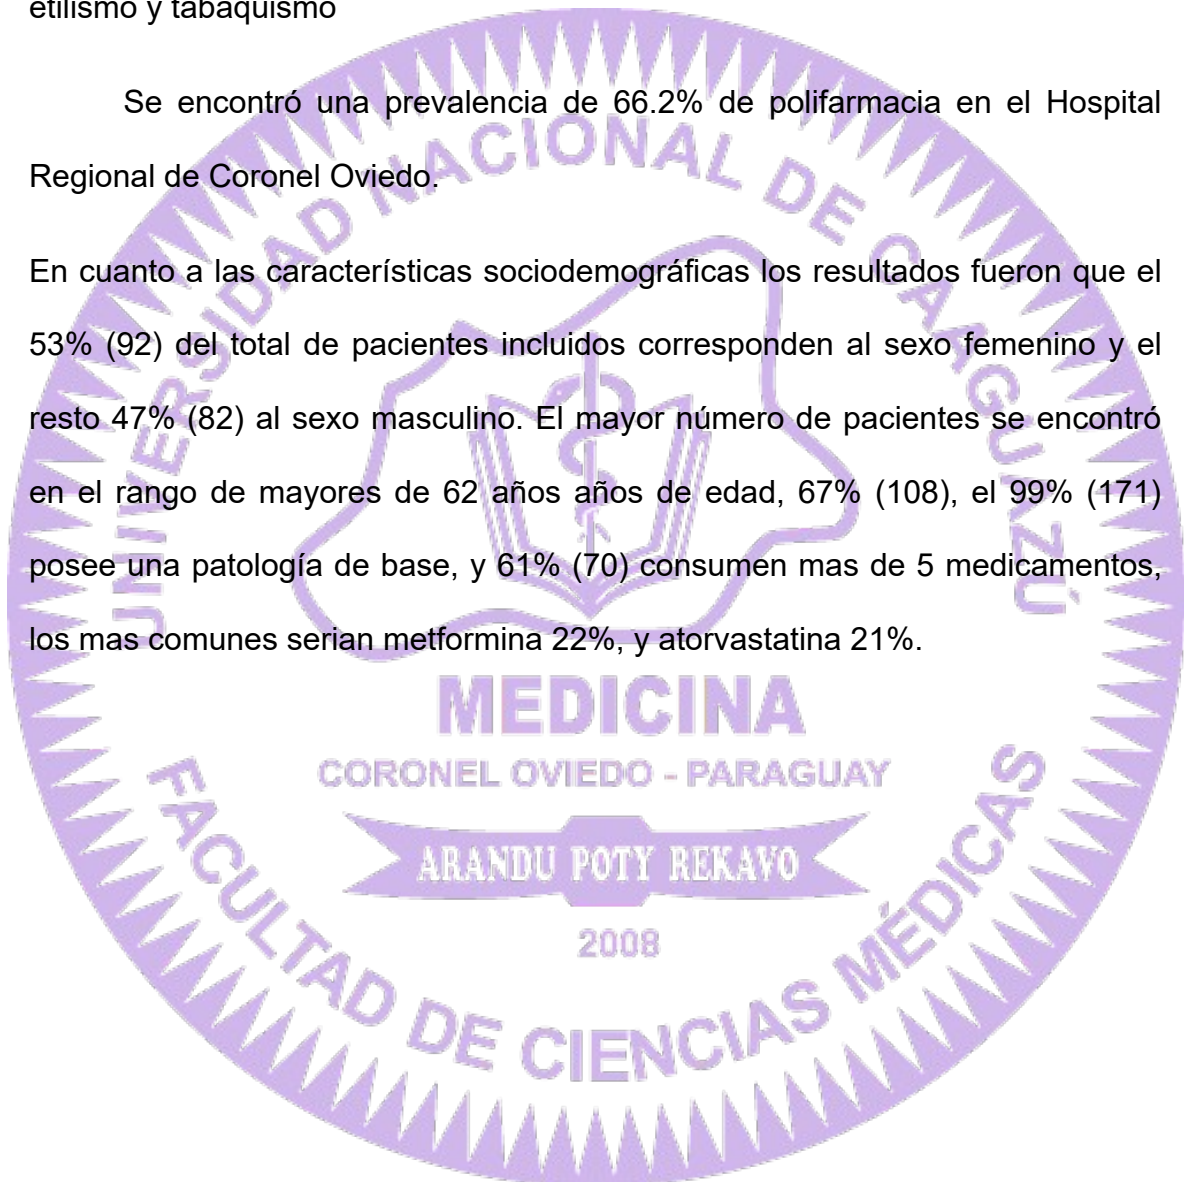 etilismo y tabaquismo
Se encontró una prevalencia de 66.2% de polifarmacia en el Hospital
Regional de Coronel Oviedo.
En cuanto a las características sociodemográficas los resultados fueron que el
53% (92) del total de pacientes incluidos corresponden al sexo femenino y el
resto 47% (82) al sexo masculino. El mayor número de pacientes se encontró
en el rango de mayores de 62 años años de edad, 67% (108), el 99% (171)
posee una patología de base, y 61% (70) consumen mas de 5 medicamentos,
los mas comunes serian metformina 22%, y atorvastatina 21%.
UNIVERSIDAD NACIONAL DE CAAGUAZÚ
MEDICINA
CORONEL OVIEDO - PARAGUAY
ARANDU POTY REKAVO
2008
FACULTAD DE CIENCIAS MÉDICAS